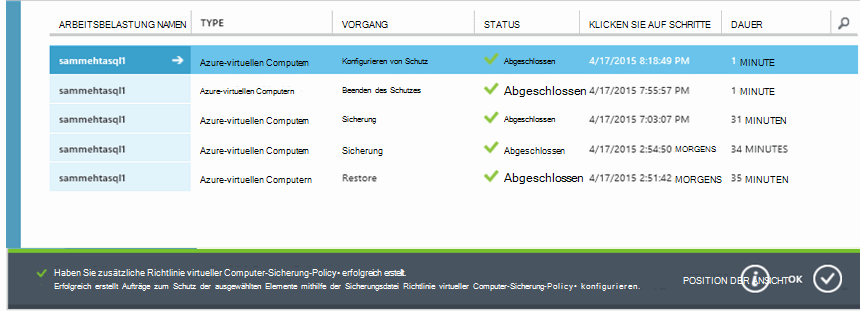 ARBEITSBELASTUNG NAMEN TYPE VORGANG STATUS KLICKEN SIE AUF SCHRITTE DAUER
sammehtasql1 Azure-virtuellen Computern Konfigurieren von Schutz Abgeschlossen 4/17/2015 8:18:49 PM 1 MINUTE
sammehtasql1 Azure-virtuellen Computern Beenden des Schutzes Abgeschlossen 4/17/2015 7:55:57 PM 1 MINUTE
sammehtasql1 Azure-virtuellen Computern Sicherung Abgeschlossen 4/17/2015 7:03:07 PM 31 MINUTEN
sammehtasql1 Azure-virtuellen Computern Sicherung Abgeschlossen 4/17/2015 2:54:50 MORGENS 34 MINUTES
sammehtasql1 Azure-virtuellen Computern Restore Abgeschlossen 4/17/2015 2:51:42 MORGENS 35 MINUTEN
Haben Sie zusätzliche Richtlinie virtueller Computer-Sicherung-Policy• erfolgreich erstellt.
Erfolgreich erstellt Aufträge zum Schutz der ausgewählten Elemente mithilfe der Sicherungsdatei Richtlinie virtueller Computer-Sicherung-Policy• konfigurieren.
POSITION DER ANSICHT OK